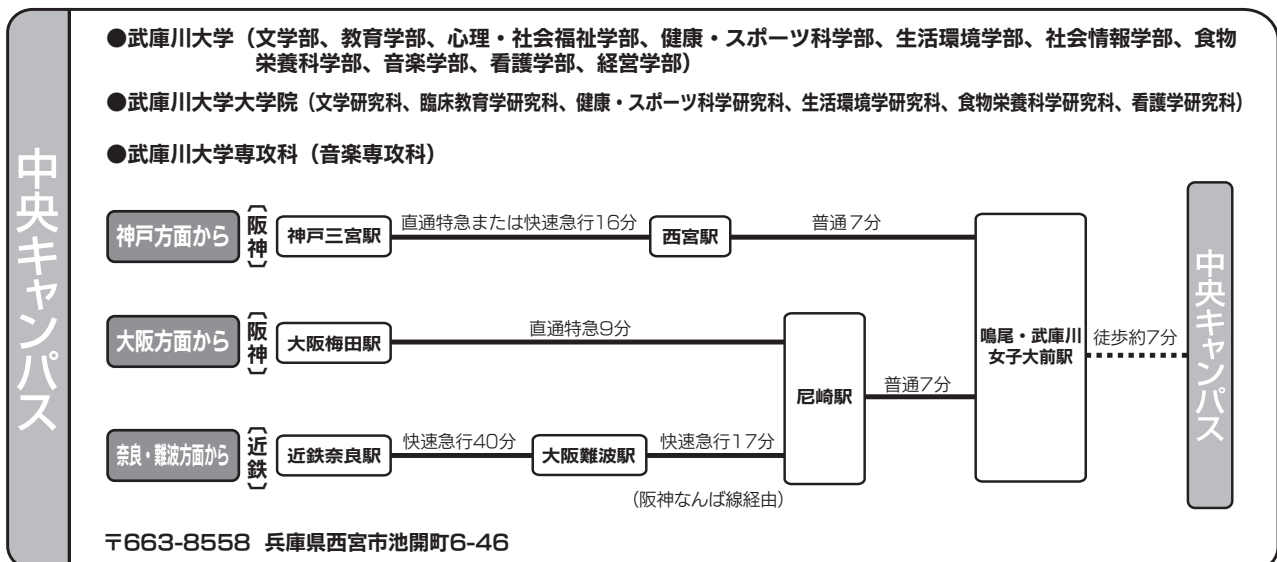 中央キャンパス
●武庫川大学（文学部、教育学部、心理・社会福祉学部、健康・スポーツ科学部、生活環境学部、社会情報学部、食物
栄養科学部、音楽学部、看護学部、経営学部）
●武庫川大学大学院（文学研究科、臨床教育学研究科、健康・スポーツ科学研究科、生活環境学研究科、食物栄養科学研究科、看護学研究科）
●武庫川大学専攻科（音楽専攻科）
神戸方面から
〔阪神〕
神戸三宮駅
直通特急または快速急行16分
西宮駅
普通7分
大阪方面から
〔阪神〕
大阪梅田駅
直通特急9分
尼崎駅
普通7分
鳴尾・武庫川
女子大前駅
徒歩約7分
中央キャンパス
奈良・難波方面から
〔近鉄〕
近鉄奈良駅
快速急行40分
大阪難波駅
快速急行17分
（阪神なんば線経由）
〒663-8558 兵庫県西宮市池開町6-46